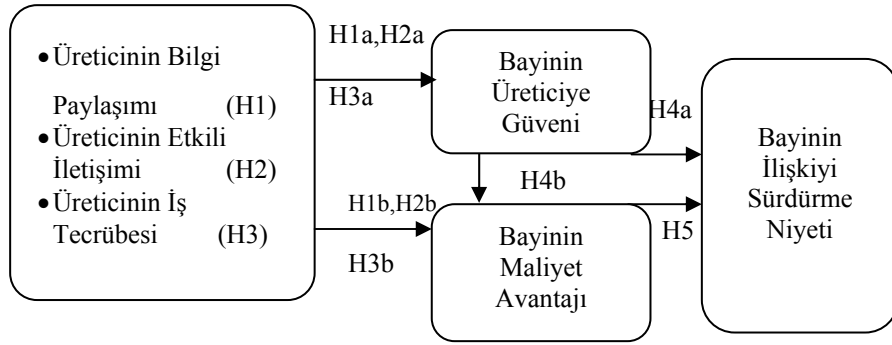 •Üreticinin Bilgi
Paylaşımı (H1)
•Üreticinin Etkili
İletişimi (H2)
•Üreticinin İş
Tecrübesi (H3)
H1a,H2a
H3a
H1b,H2b
H3b
Bayinin
Üreticiye
Güveni
H4b
Bayinin
Maliyet
Avantajı
H4a
H5
Bayinin
İlişkiyi
Sürdürme
Niyeti